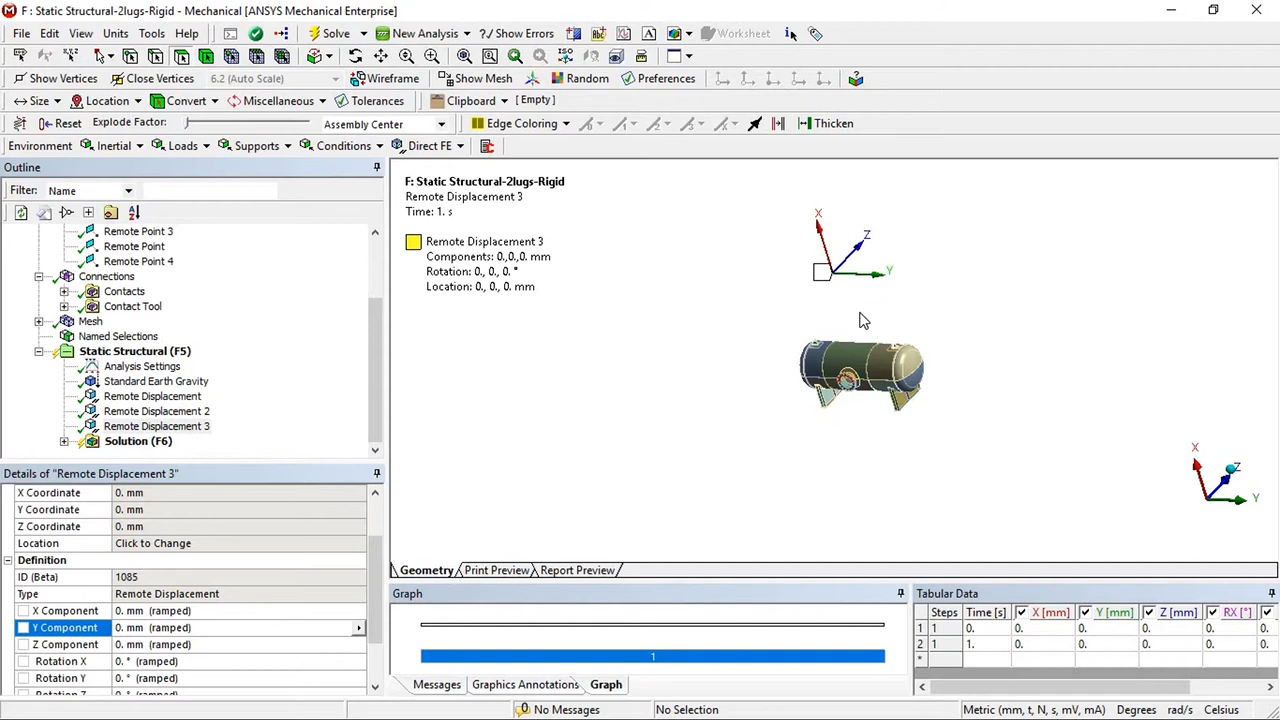 F : Static Structural-2lugs-Rigid - Mechanical [ANSYS Mechanical Enterprise]
File Edit View Units Tools Help Solve New Analysis ?/ Show Errors Worksheet
Show Vertices Close Vertices 6.2 (Auto Scale) Wireframe Show Mesh Random Preferences
Size Location Convert Miscellaneous Tolerances Clipboard [ Empty ]
Reset Explode Factor: Assembly Center Edge Coloring Thicken
Environment Inertial Loads Supports Conditions Direct FE
Outline
Filter: Name
Remote Point 3
Remote Point
Remote Point 4
Connections
Contacts
Contact Tool
Mesh
Named Selections
Static Structural (F5)
Analysis Settings
Standard Earth Gravity
Remote Displacement
Remote Displacement 2
Remote Displacement 3
Solution (F6)
Details of "Remote Displacement 3"
X Coordinate 0. mm
Y Coordinate 0. mm
Z Coordinate 0. mm
Location Click to Change
Definition
ID (Beta) 1085
Type Remote Displacement
X Component 0. mm (ramped)
Y Component 0. mm (ramped)
Z Component 0. mm (ramped)
Rotation X 0. ° (ramped)
Rotation Y 0. ° (ramped)
F: Static Structural-2lugs-Rigid
Remote Displacement 3
Time: 1. s
Remote Displacement 3
Components: 0.,0.,0. mm
Rotation: 0., 0., 0. °
Location: 0., 0., 0. mm
X
Z
Y
X
Z
Y
Geometry Print Preview Report Preview
Graph
1
Messages Graphics Annotations Graph
Tabular Data
Steps Time [s] X [mm] Y [mm] Z [mm] RX [°]
1 1 0. 0. 0. 0. 0. 0.
2 1 1. 0. 0. 0. 0. 0.
*
0 No Messages No Selection Metric (mm, t, N, s, mV, mA) Degrees rad/s Celsius